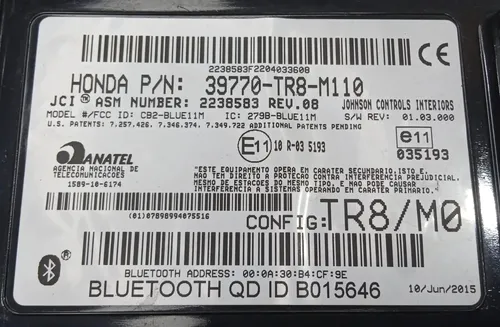 2238583F2204033608
HONDA P/N: 39770-TR8-M110
JCI ® ASM NUMBER: 2238583 REV.08 JOHNSON CONTROLS INTERIORS
MODEL #/FCC ID: CB2-BLUE11M IC: 279B-BLUE11M S/W REV: 01.03.000
U.S. PATENTS: 7.257.426. 7.346.374. 7.349.722 ADDITIONAL PATENTS PENDING
CE
ANATEL
AGENCIA NACIONAL DE
TELECOMUNICACOES
1589-10-6174
E11 10 R-03 5193
e11
035193
"ESTE EQUIPAMENTO OPERA EM CARATER SECUNDARIO.ISTO E.
NAO TEM DIREITO A PROTECAO CONTRA INTERFERENCIA PREJUDICIAL.
MESMO DE ESTACOES DO MESMO TIPO. E NAO PODE CAUSAR
INTERFERENCIA A SISTEMAS OPERANDO EM CARATER PRIMARIO.
(01)07898994075516
CONFIG: TR8/M0
BLUETOOTH ADDRESS: 00:0A:30:B4:CF:9E
BLUETOOTH QD ID B015646
10/Jun/2015